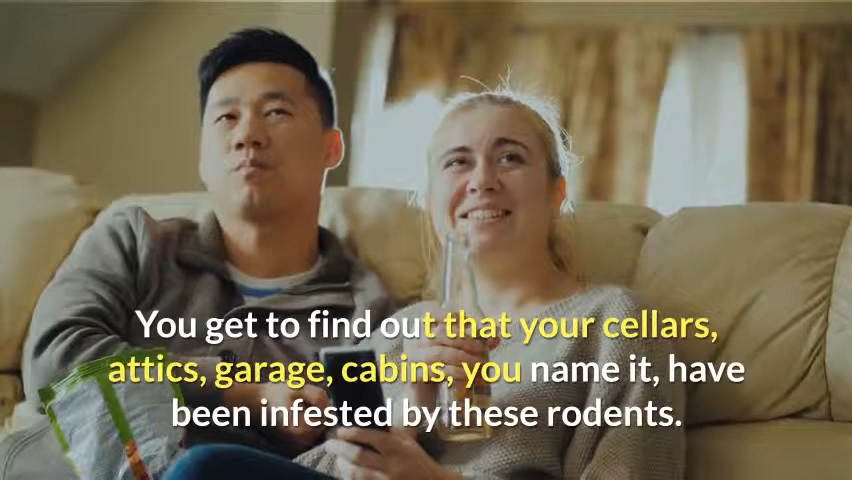 You get to find out that your cellars,
attics, garage, cabins, you name it, have
been infested by these rodents.